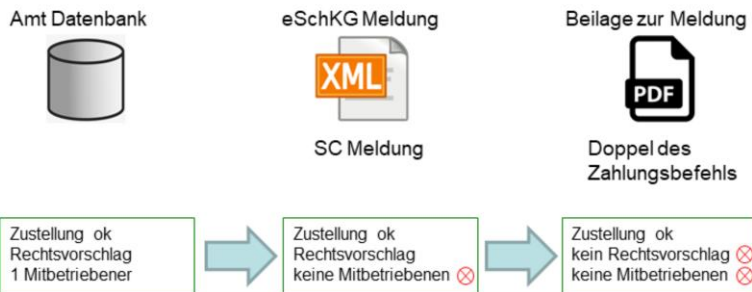 Amt Datenbank
eSchKG Meldung
Beilage zur Meldung
XML
PDF
SC Meldung
Doppel des
Zahlungsbefehls
Zustellung ok
Rechtsvorschlag
1 Mitbetriebener
Zustellung ok
Rechtsvorschlag
keine Mitbetriebenen
Zustellung ok
kein Rechtsvorschlag
keine Mitbetriebenen